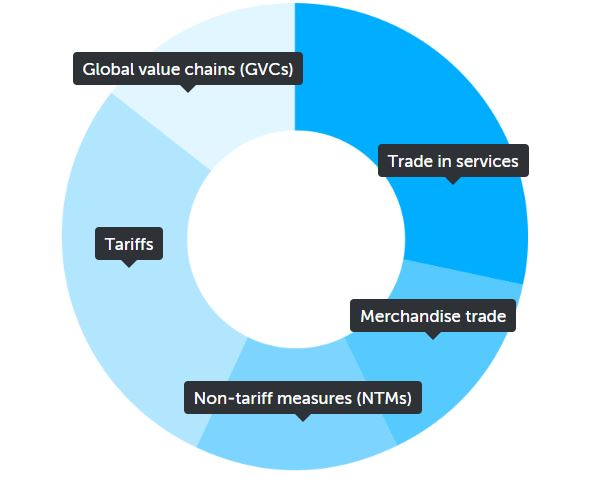 Global value chains (GVCs)
Trade in services
Tariffs
Merchandise trade
Non-tariff measures (NTMs)